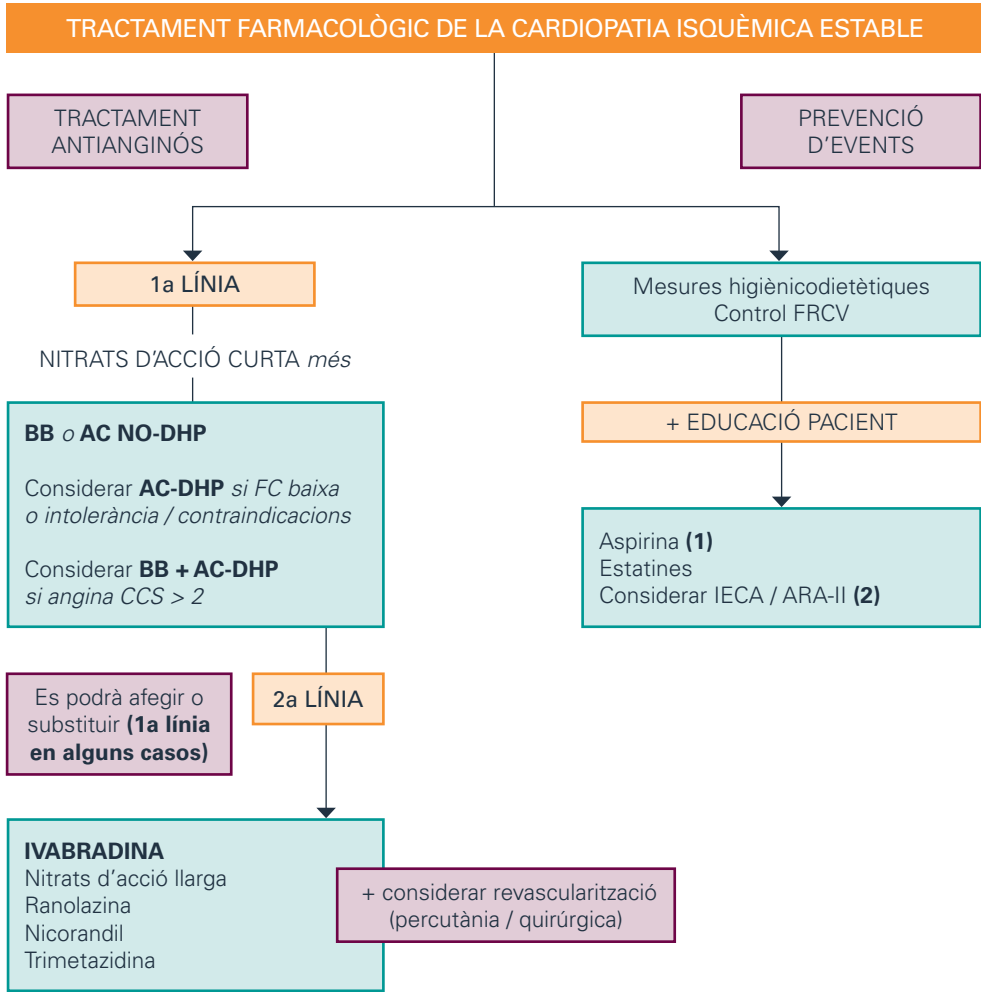 TRACTAMENT FARMACOLÒGIC DE LA CARDIOPATIA ISQUÈMICA ESTABLE
TRACTAMENT
ANTIANGINÓS
PREVENCIÓ
D'EVENTS
1a LÍNIA
NITRATS D'ACCIÓ CURTA més
BB o AC NO-DHP
Considerar AC-DHP si FC baixa
o intolerància / contraindicacions
Considerar BB + AC-DHP
si angina CCS > 2
Es podrà afegir o
substituir (1a línia
en alguns casos)
2a LÍNIA
IVABRADINA
Nitrats d'acció llarga
Ranolazina
Nicorandil
Trimetazidina
+ considerar revascularització
(percutània / quirúrgica)
Mesures higiènicodietètiques
Control FRCV
+ EDUCACIÓ PACIENT
Aspirina (1)
Estatines
Considerar IECA / ARA-II (2)